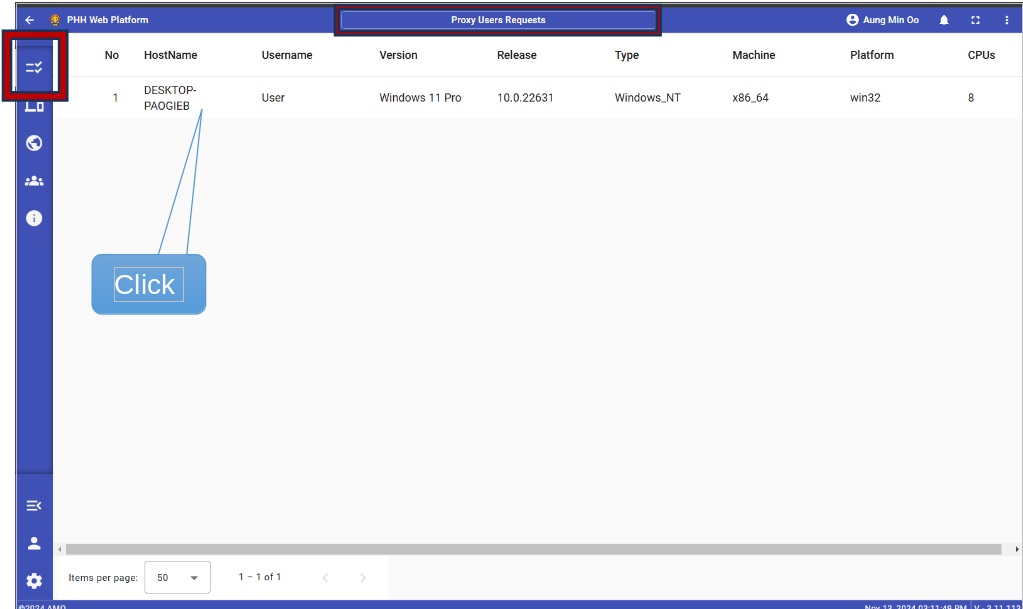 PHH Web Platform
Proxy Users Requests
Aung Min Oo
No HostName Username Version Release Type Machine Platform CPUs
1 DESKTOP-PAOGIEB User Windows 11 Pro 10.0.22631 Windows_NT x86_64 win32 8
Click
Items per page: 50 1 – 1 of 1
©2024 AMO
Nov 13, 2024 03:11:49 PM V - 3.11.113